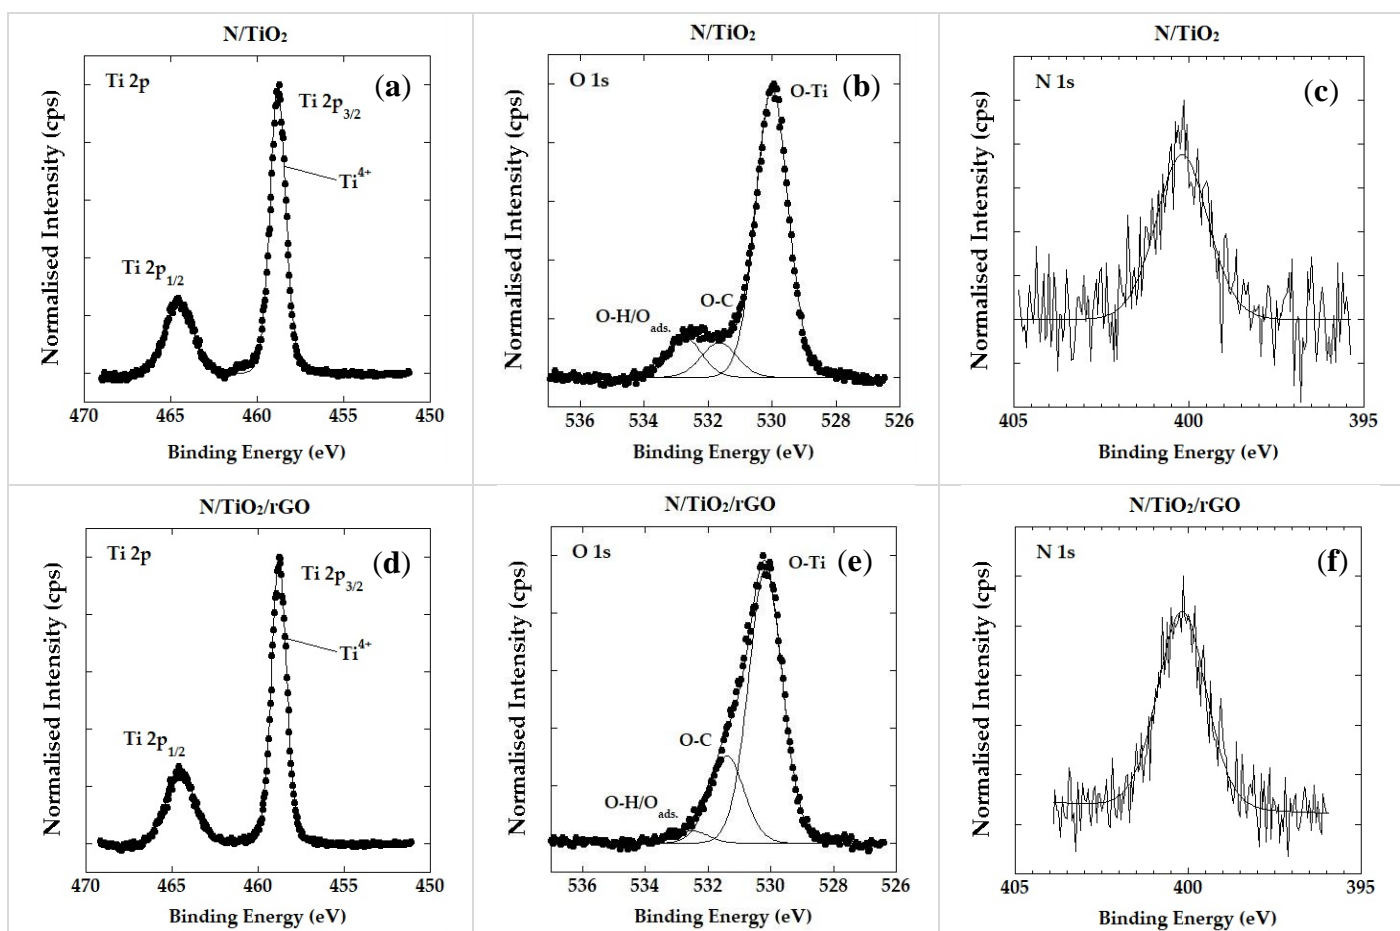 N/TiO₂
Ti 2p
(a)
Ti 2p₃/₂
Ti⁴⁺
Ti 2p₁/₂
Normalised Intensity (cps)
470 465 460 455 450
Binding Energy (eV)
N/TiO₂
O 1s
(b)
O-Ti
O-C
O-H/O ads.
Normalised Intensity (cps)
536 534 532 530 528 526
Binding Energy (eV)
N/TiO₂
N 1s
(c)
Normalised Intensity (cps)
405 400 395
Binding Energy (eV)
N/TiO₂/rGO
Ti 2p
(d)
Ti 2p₃/₂
Ti⁴⁺
Ti 2p₁/₂
Normalised Intensity (cps)
470 465 460 455 450
Binding Energy (eV)
N/TiO₂/rGO
O 1s
(e)
O-Ti
O-C
O-H/O ads.
Normalised Intensity (cps)
536 534 532 530 528 526
Binding Energy (eV)
N/TiO₂/rGO
N 1s
(f)
Normalised Intensity (cps)
405 400 395
Binding Energy (eV)